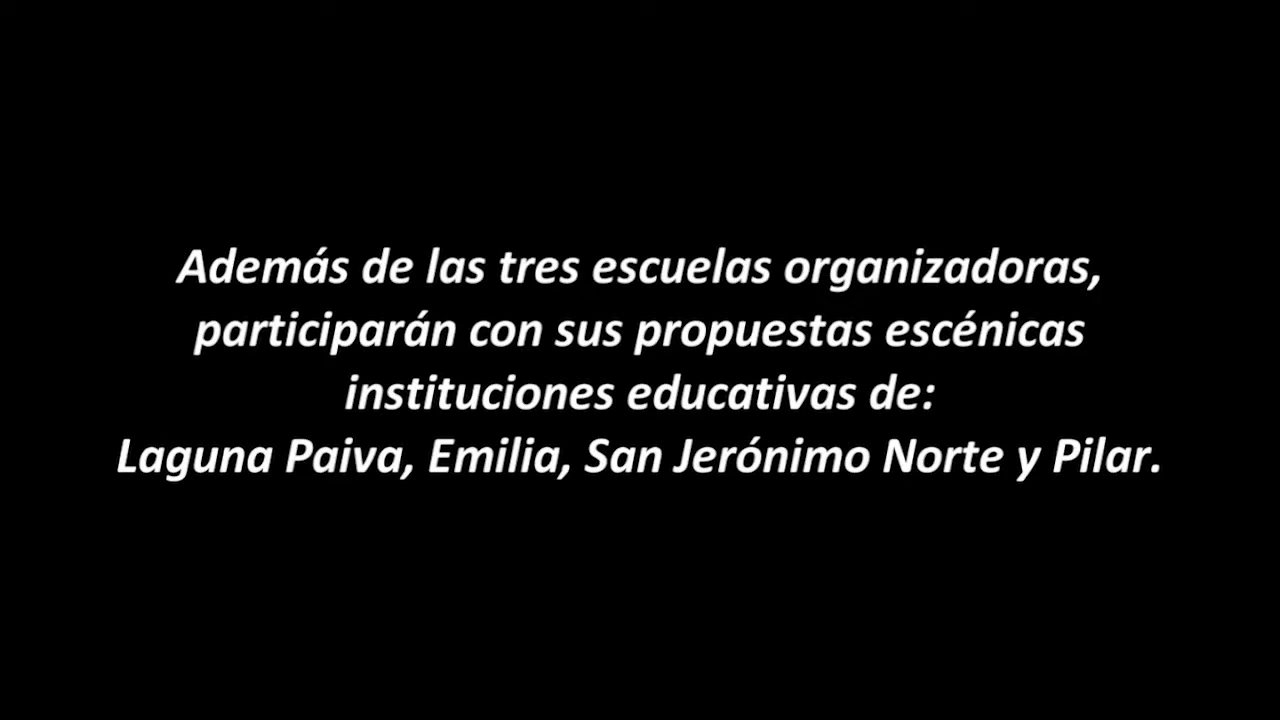 Además de las tres escuelas organizadoras,
participarán con sus propuestas escénicas
instituciones educativas de:
Laguna Paiva, Emilia, San Jerónimo Norte y Pilar.